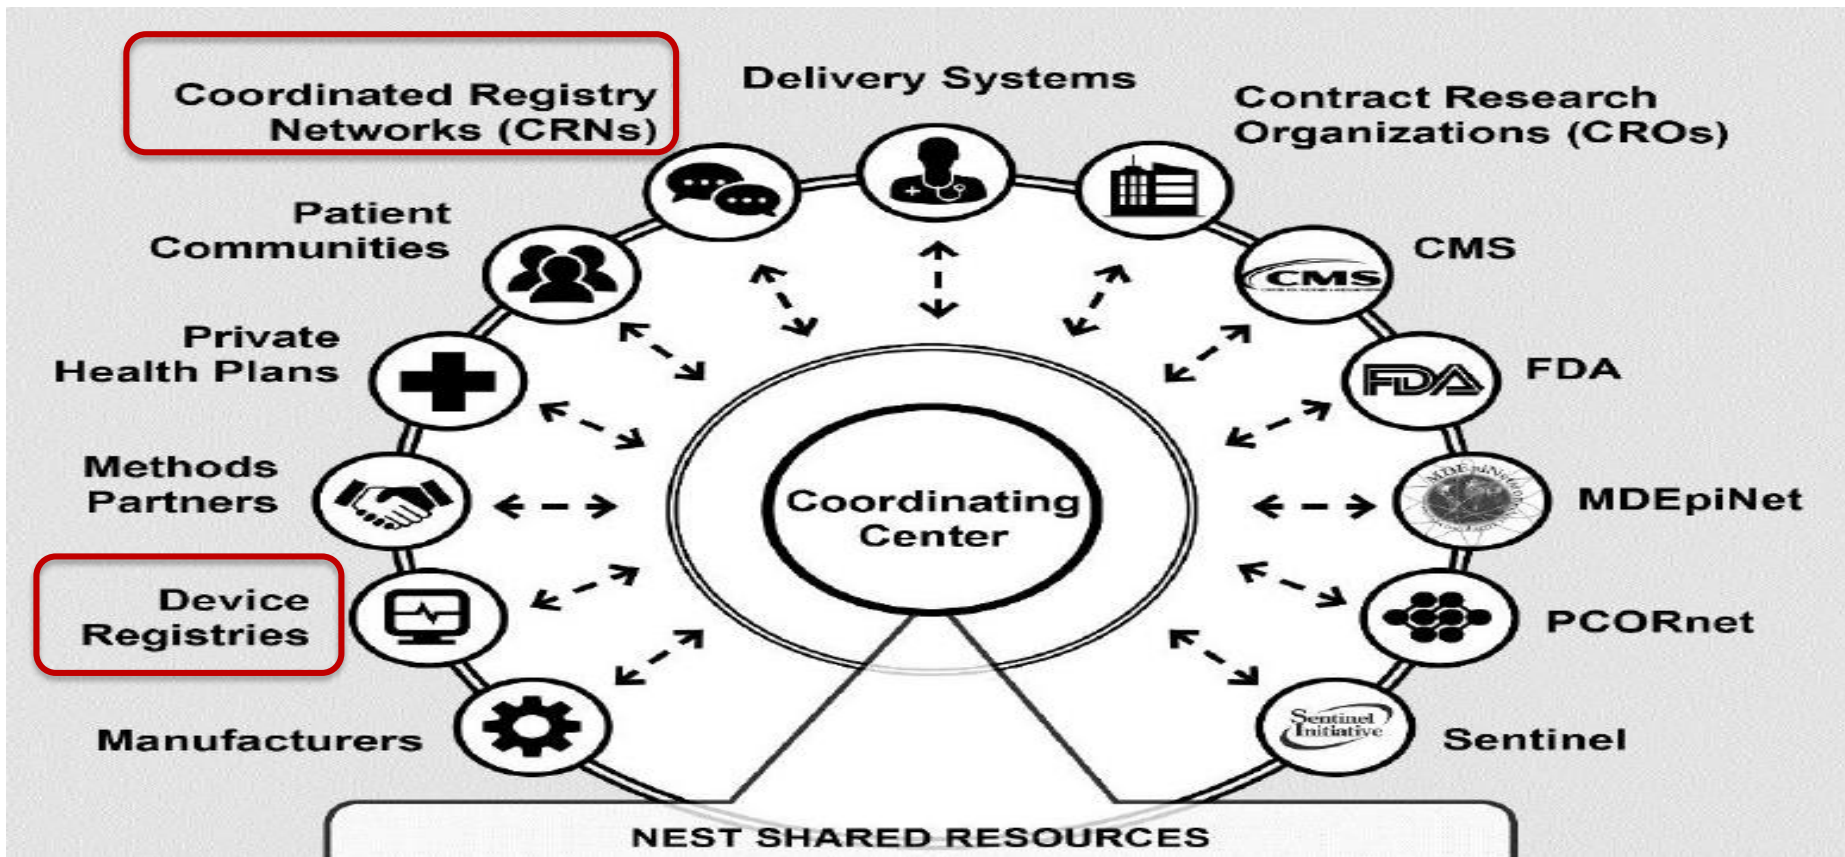 Coordinated Registry
Networks (CRNs)
Delivery Systems
Contract Research
Organizations (CROs)
Patient
Communities
CMS
CMS
Private
Health Plans
FDA
FDA
Methods
Partners
MDEpiNet
Coordinating
Center
Device
Registries
PCORnet
Manufacturers
Sentinel
Initiative
Sentinel
NEST SHARED RESOURCES